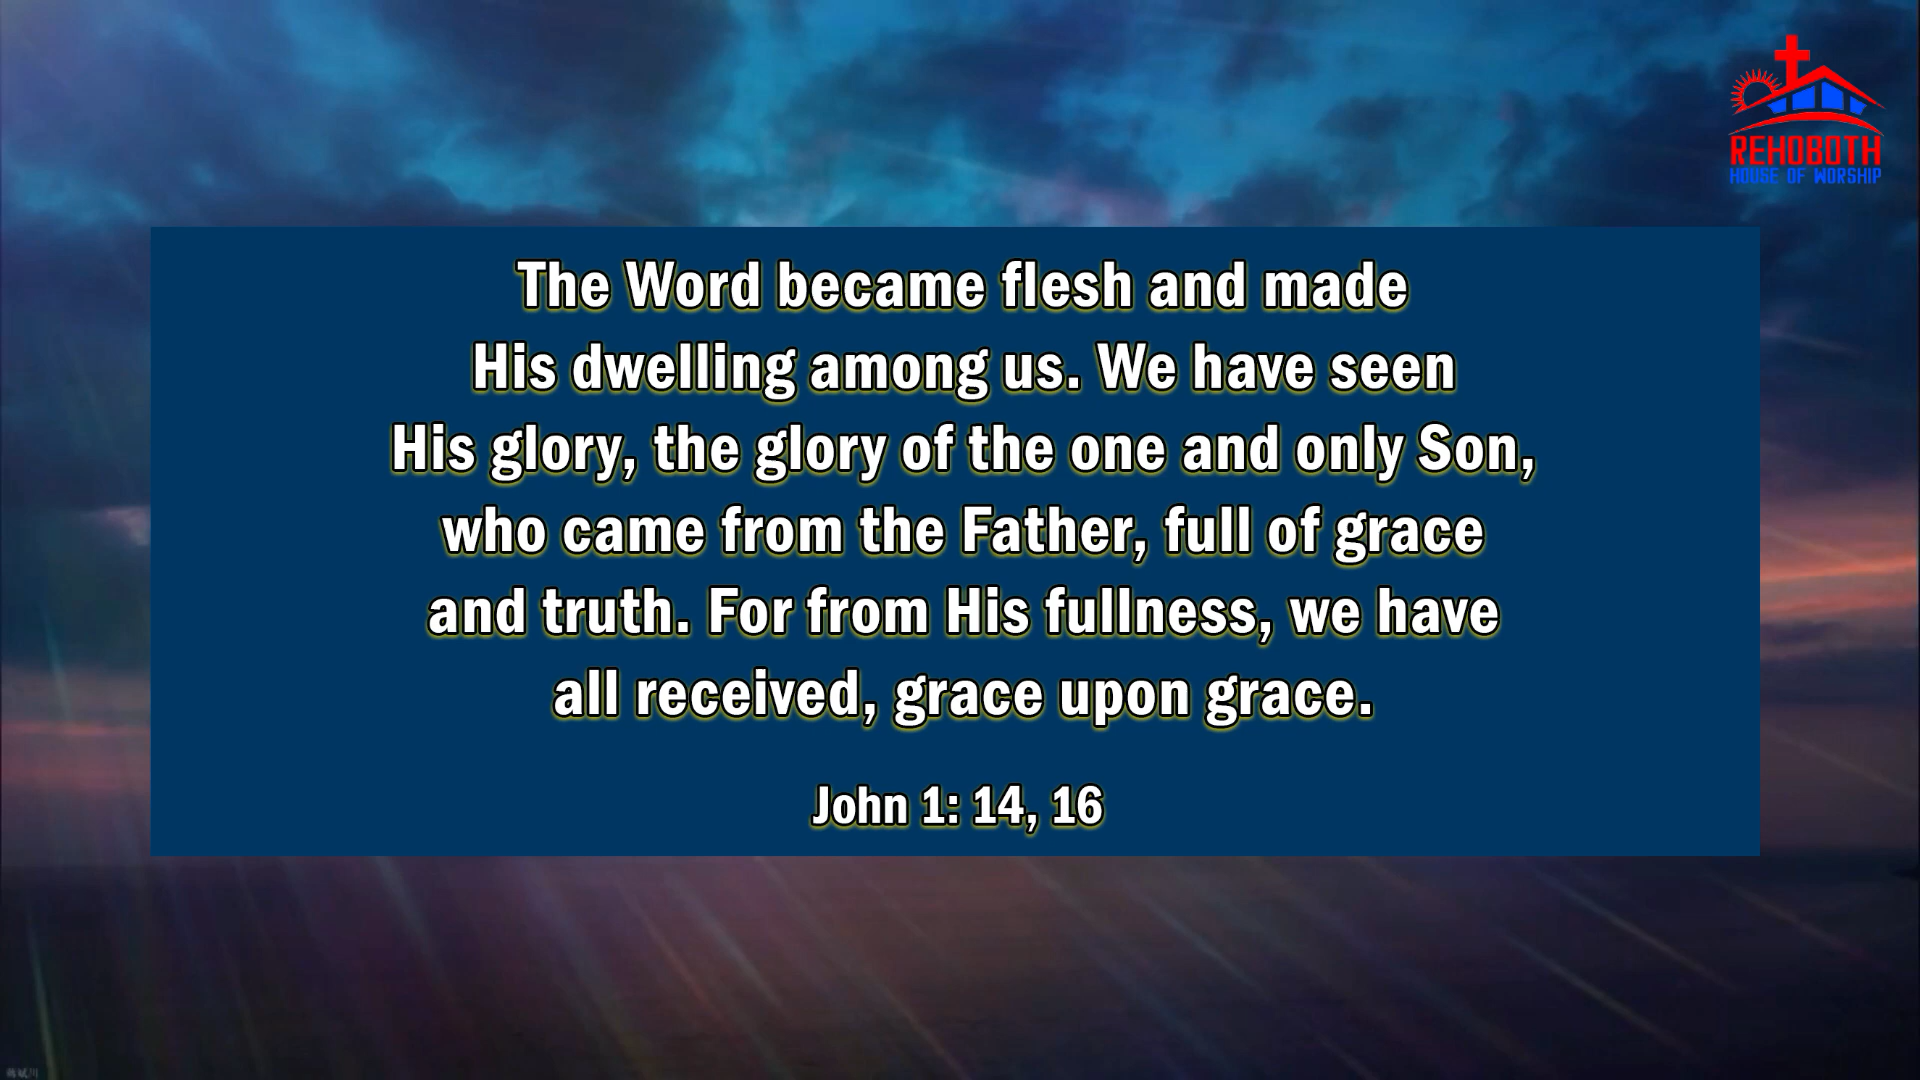 REHOBOTH
HOUSE OF WORSHIP
The Word became flesh and made
His dwelling among us. We have seen
His glory, the glory of the one and only Son,
who came from the Father, full of grace
and truth. For from His fullness, we have
all received, grace upon grace.
John 1: 14, 16